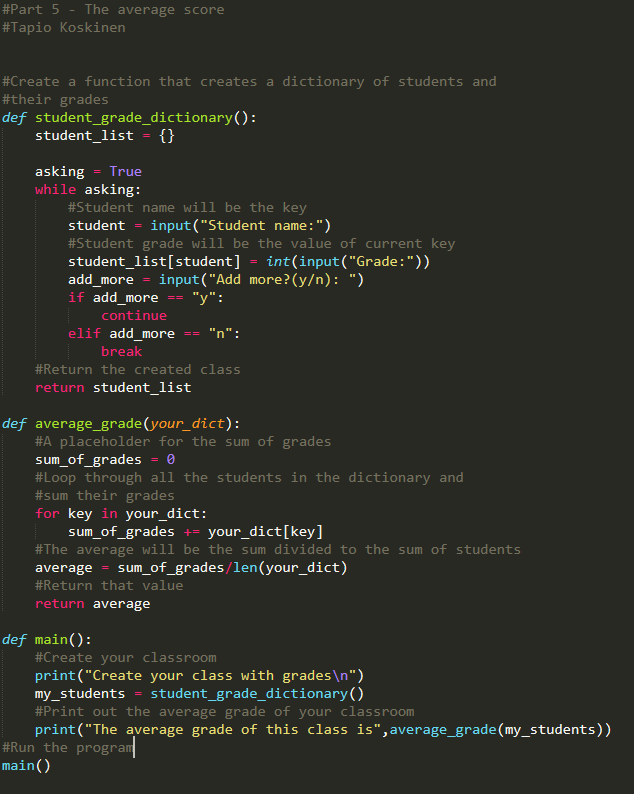 #Part 5 - The average score
#Tapio Koskinen
#Create a function that creates a dictionary of students and
#their grades
def student_grade_dictionary():
    student_list = {}
    asking = True
    while asking:
        #Student name will be the key
        student = input("Student name:")
        #Student grade will be the value of current key
        student_list[student] = int(input("Grade:"))
        add_more = input("Add more?(y/n): ")
        if add_more == "y":
            continue
        elif add_more == "n":
            break
    #Return the created class
    return student_list
def average_grade(your_dict):
    #A placeholder for the sum of grades
    sum_of_grades = 0
    #Loop through all the students in the dictionary and
    #sum their grades
    for key in your_dict:
        sum_of_grades += your_dict[key]
    #The average will be the sum divided to the sum of students
    average = sum_of_grades/len(your_dict)
    #Return that value
    return average
def main():
    #Create your classroom
    print("Create your class with grades\n")
    my_students = student_grade_dictionary()
    #Print out the average grade of your classroom
    print("The average grade of this class is",average_grade(my_students))
#Run the program
main()